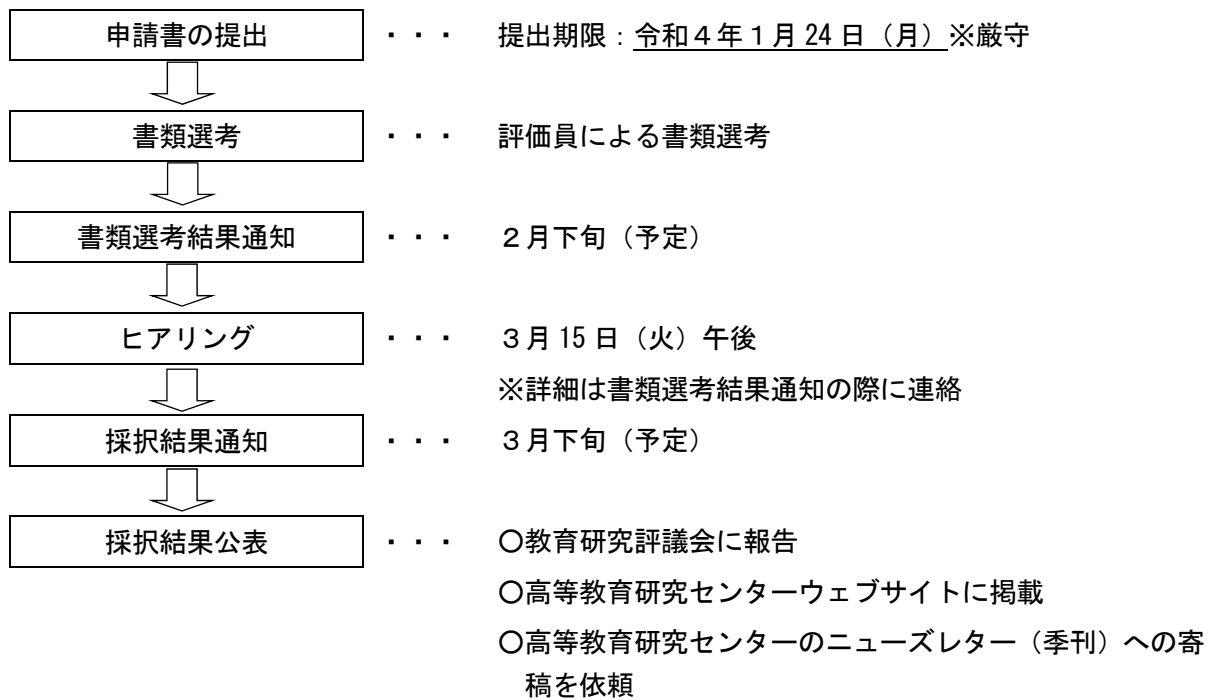 申請書の提出 ・・・ 提出期限：令和４年１月 24 日（月）※厳守
書類選考 ・・・ 評価員による書類選考
書類選考結果通知 ・・・ ２月下旬（予定）
ヒアリング ・・・ ３月 15 日（火）午後
※詳細は書類選考結果通知の際に連絡
採択結果通知 ・・・ ３月下旬（予定）
採択結果公表 ・・・ 〇教育研究評議会に報告
〇高等教育研究センターウェブサイトに掲載
〇高等教育研究センターのニューズレター（季刊）への寄
稿を依頼